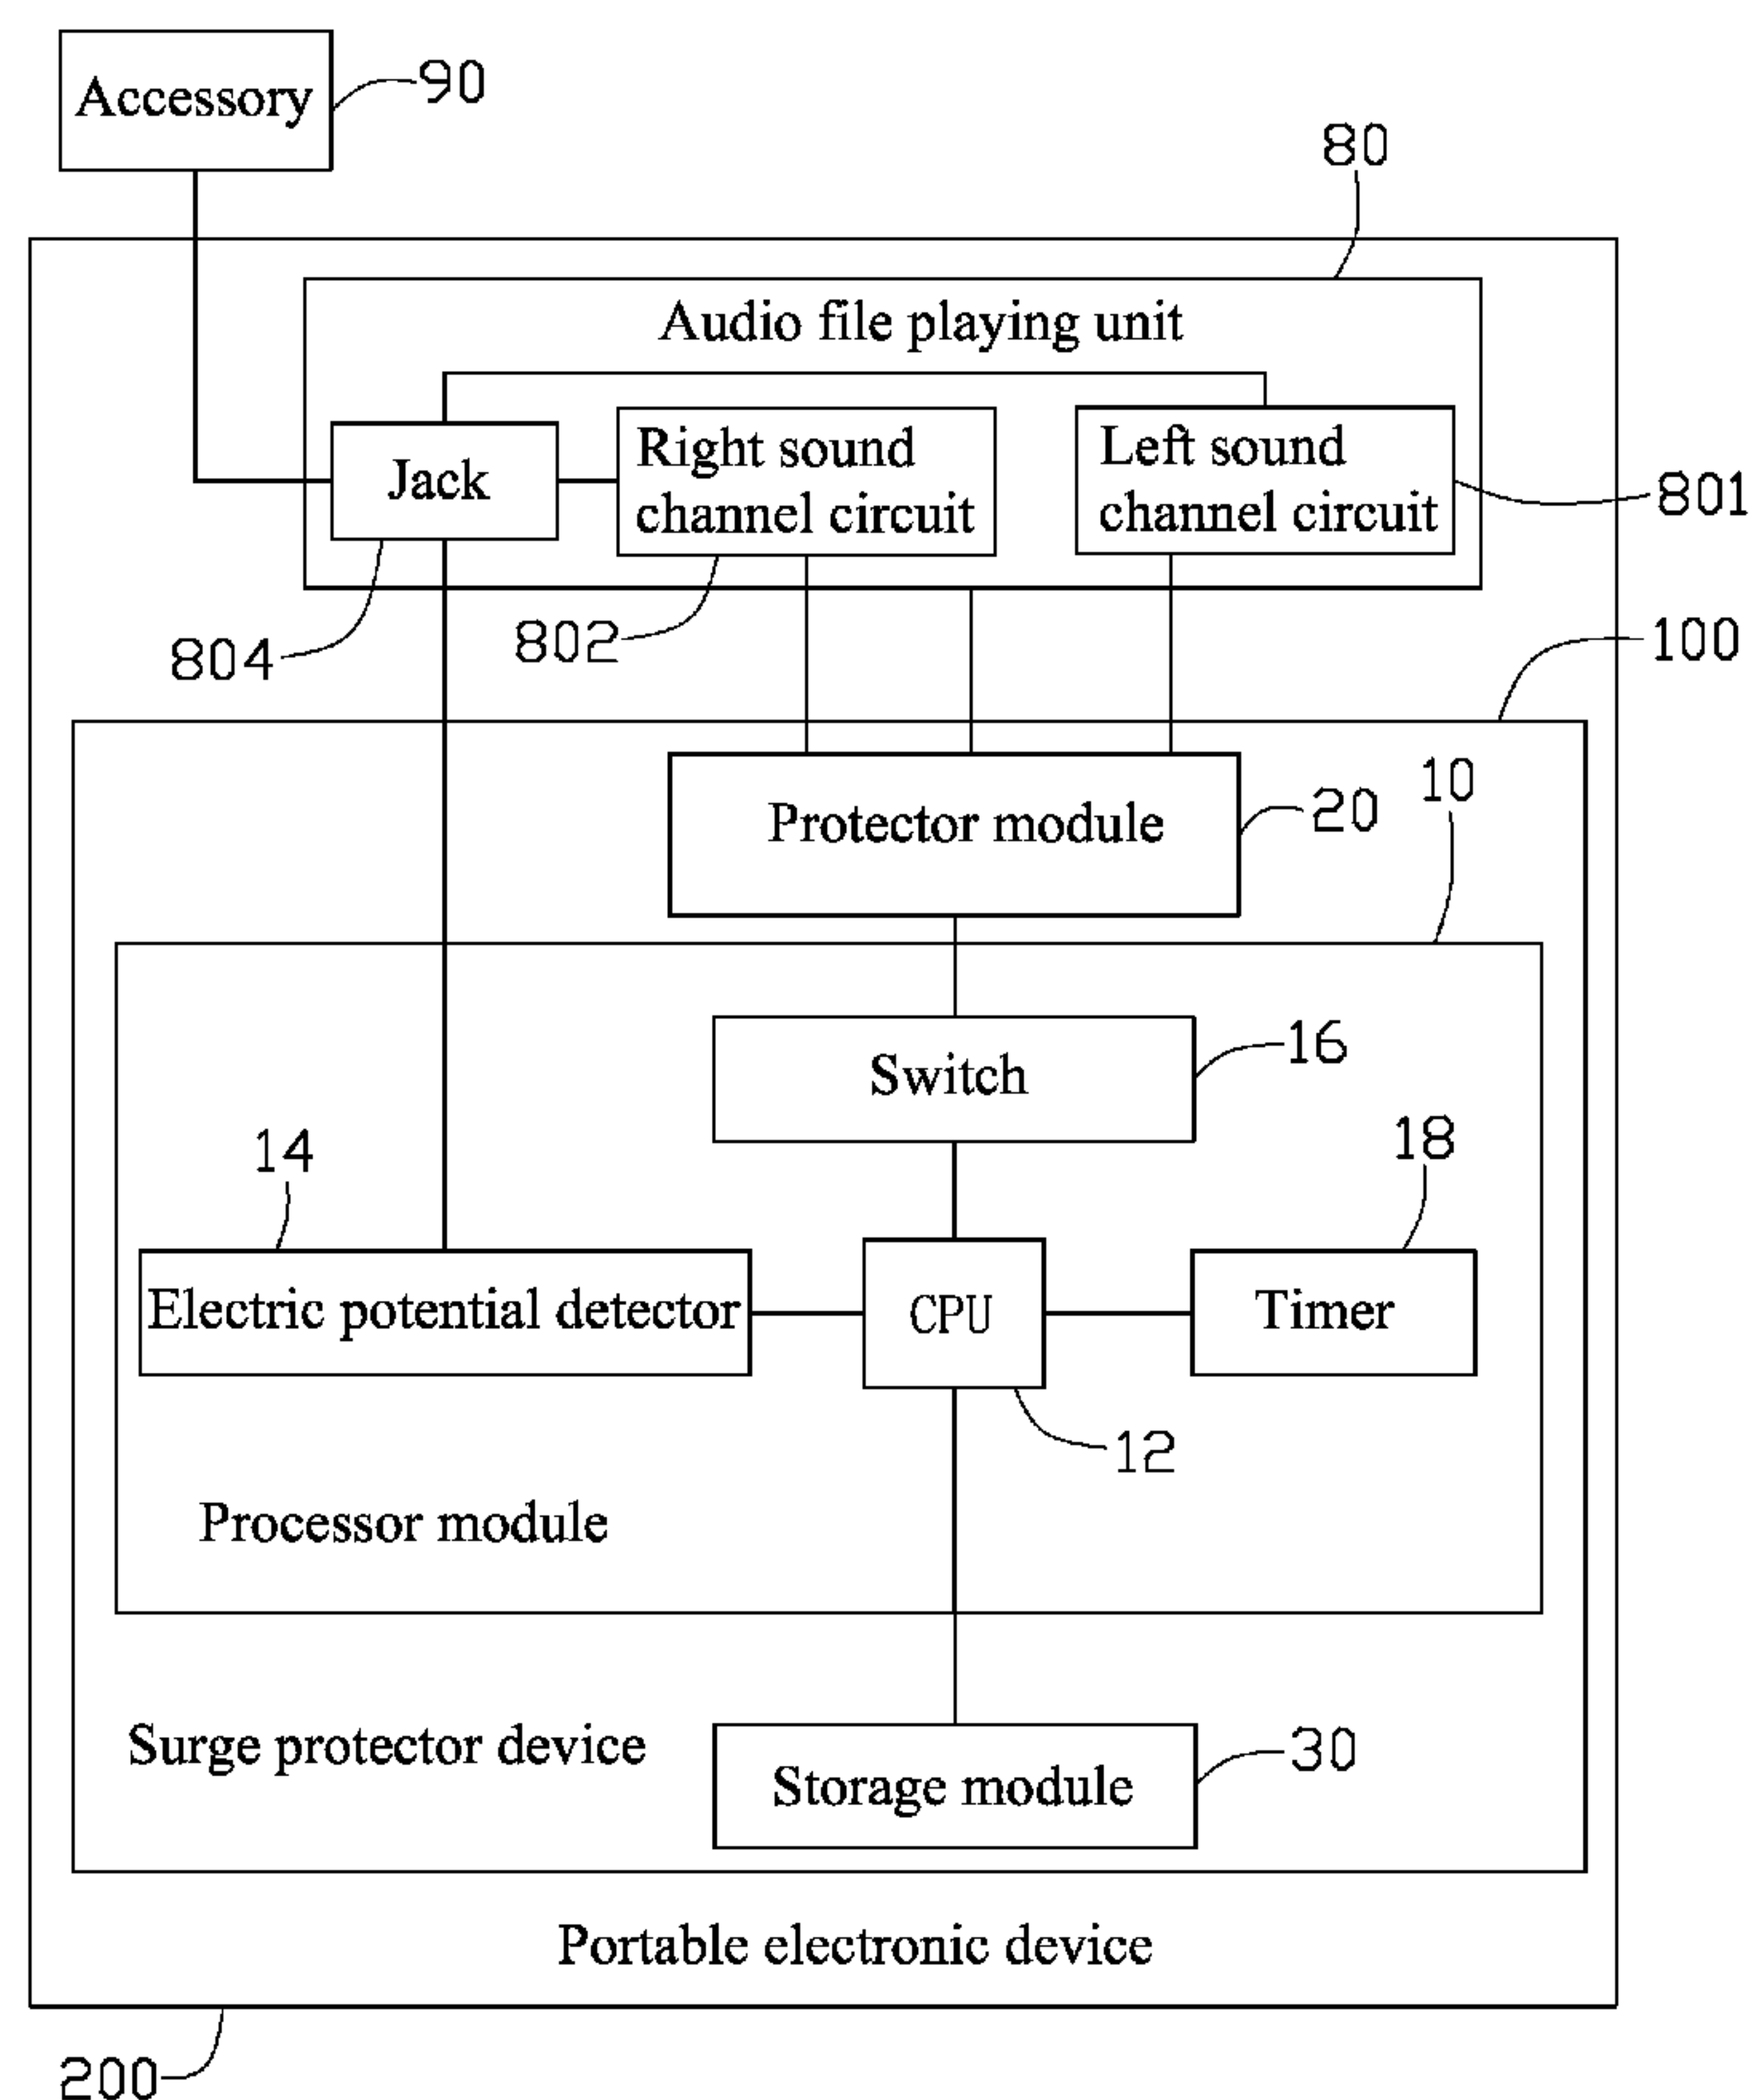 Accessory
90
80
Audio file playing unit
Jack
Right sound
channel circuit
Left sound
channel circuit
801
804
802
100
Protector module
20
10
Switch
16
14
18
Electric potential detector
CPU
Timer
12
Processor module
Surge protector device
Storage module
30
Portable electronic device
200